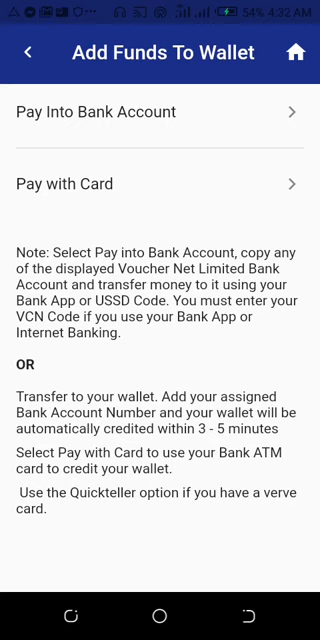 54% 4:32 AM
Add Funds To Wallet
Pay Into Bank Account
Pay with Card
Note: Select Pay into Bank Account, copy any
of the displayed Voucher Net Limited Bank
Account and transfer money to it using your
Bank App or USSD Code. You must enter your
VCN Code if you use your Bank App or
Internet Banking.
OR
Transfer to your wallet. Add your assigned
Bank Account Number and your wallet will be
automatically credited within 3 - 5 minutes
Select Pay with Card to use your Bank ATM
card to credit your wallet.
Use the Quickteller option if you have a verve
card.